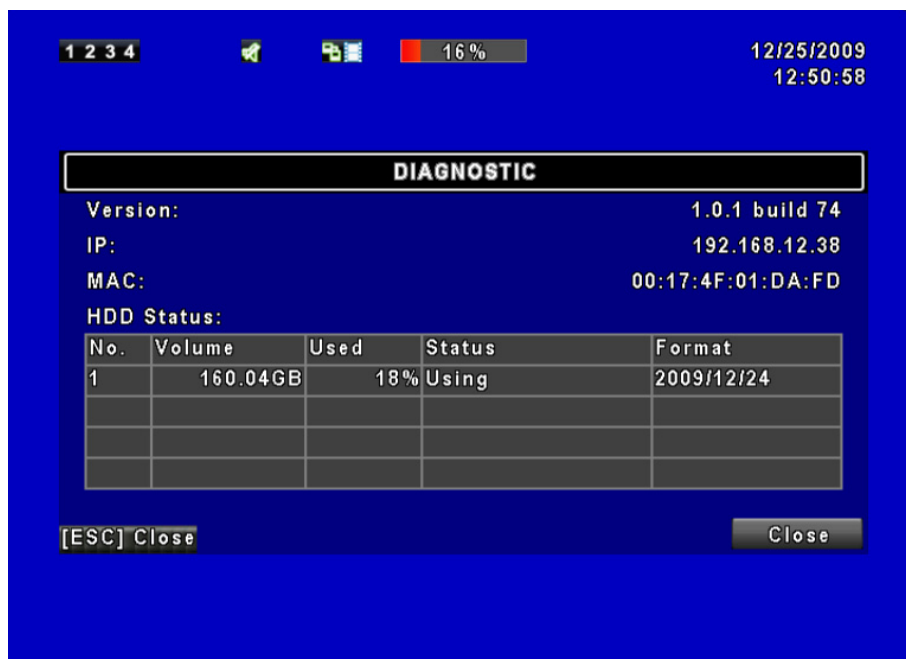 1 2 3 4 16% 12/25/2009
12:50:58
DIAGNOSTIC
Version: 1.0.1 build 74
IP: 192.168.12.38
MAC: 00:17:4F:01:DA:FD
HDD Status:
No. Volume Used Status Format
1 160.04GB 18% Using 2009/12/24
[ESC] Close Close